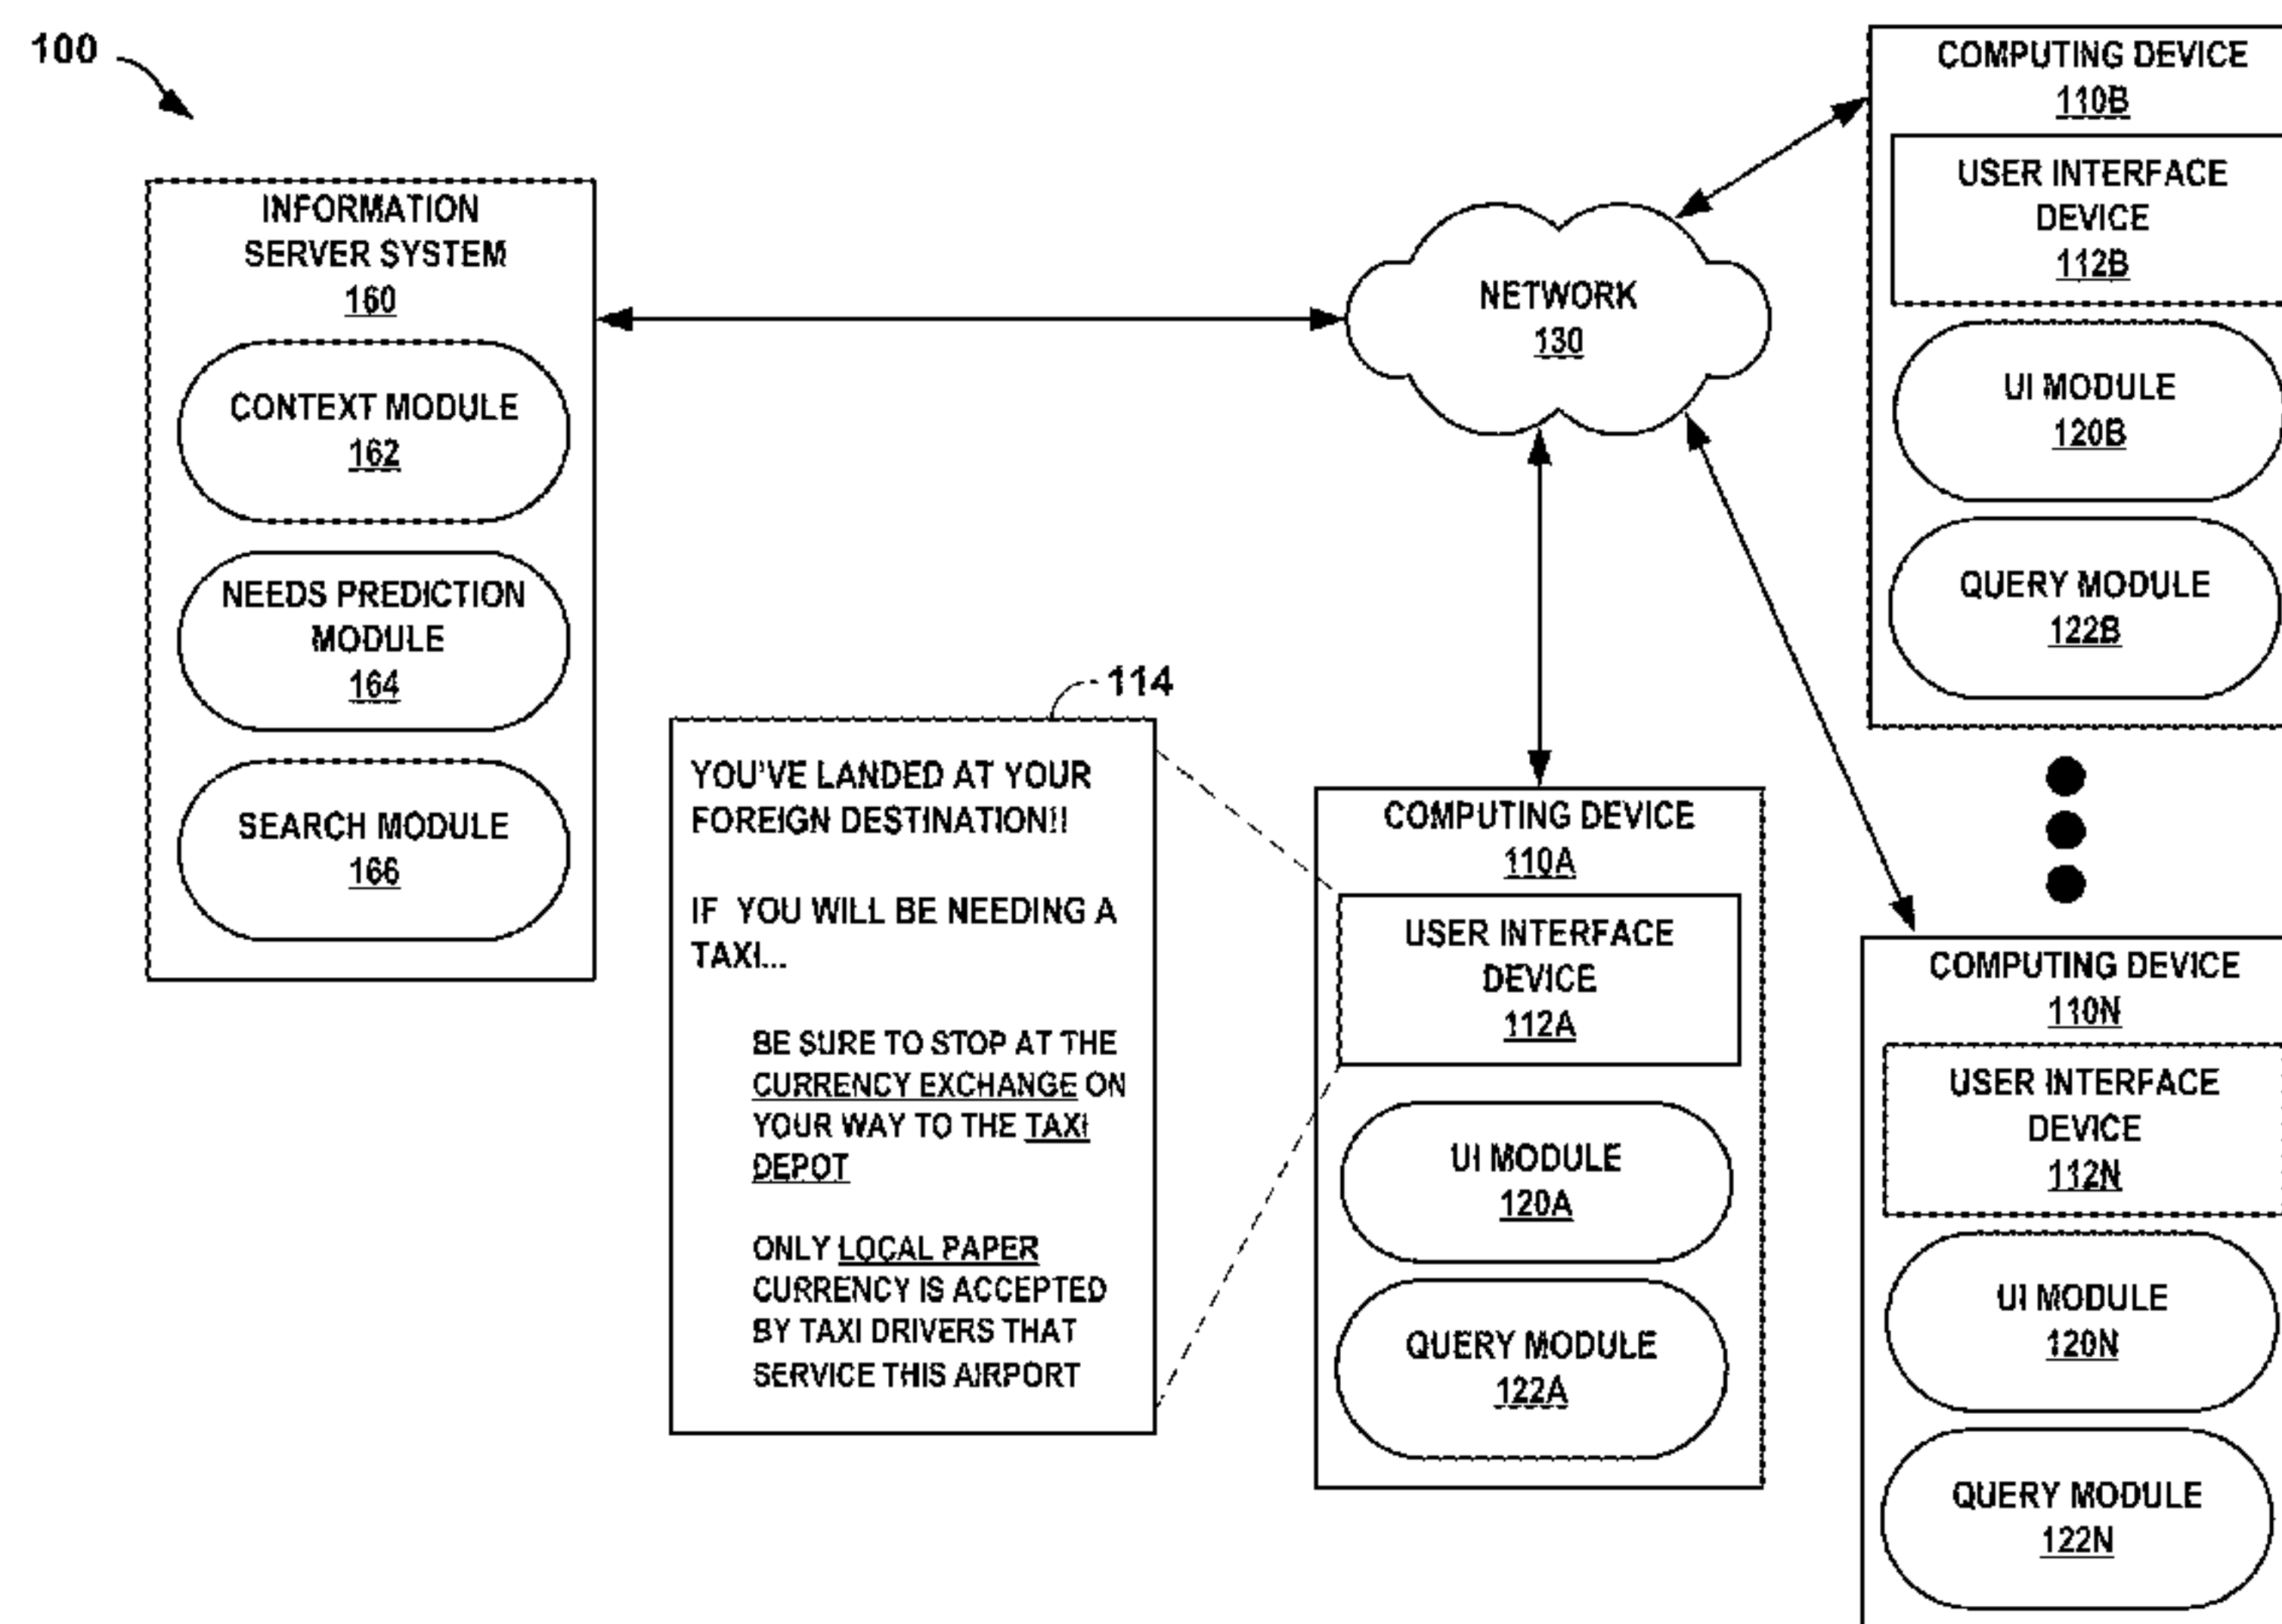 100
INFORMATION
SERVER SYSTEM
160
CONTEXT MODULE
162
NEEDS PREDICTION
MODULE
164
SEARCH MODULE
166
NETWORK
130
114
YOU'VE LANDED AT YOUR
FOREIGN DESTINATION!!
IF YOU WILL BE NEEDING A
TAXI...
BE SURE TO STOP AT THE
CURRENCY EXCHANGE ON
YOUR WAY TO THE TAXI
DEPOT
ONLY LOCAL PAPER
CURRENCY IS ACCEPTED
BY TAXI DRIVERS THAT
SERVICE THIS AIRPORT
COMPUTING DEVICE
110A
USER INTERFACE
DEVICE
112A
UI MODULE
120A
QUERY MODULE
122A
COMPUTING DEVICE
110B
USER INTERFACE
DEVICE
112B
UI MODULE
120B
QUERY MODULE
122B
COMPUTING DEVICE
110N
USER INTERFACE
DEVICE
112N
UI MODULE
120N
QUERY MODULE
122N